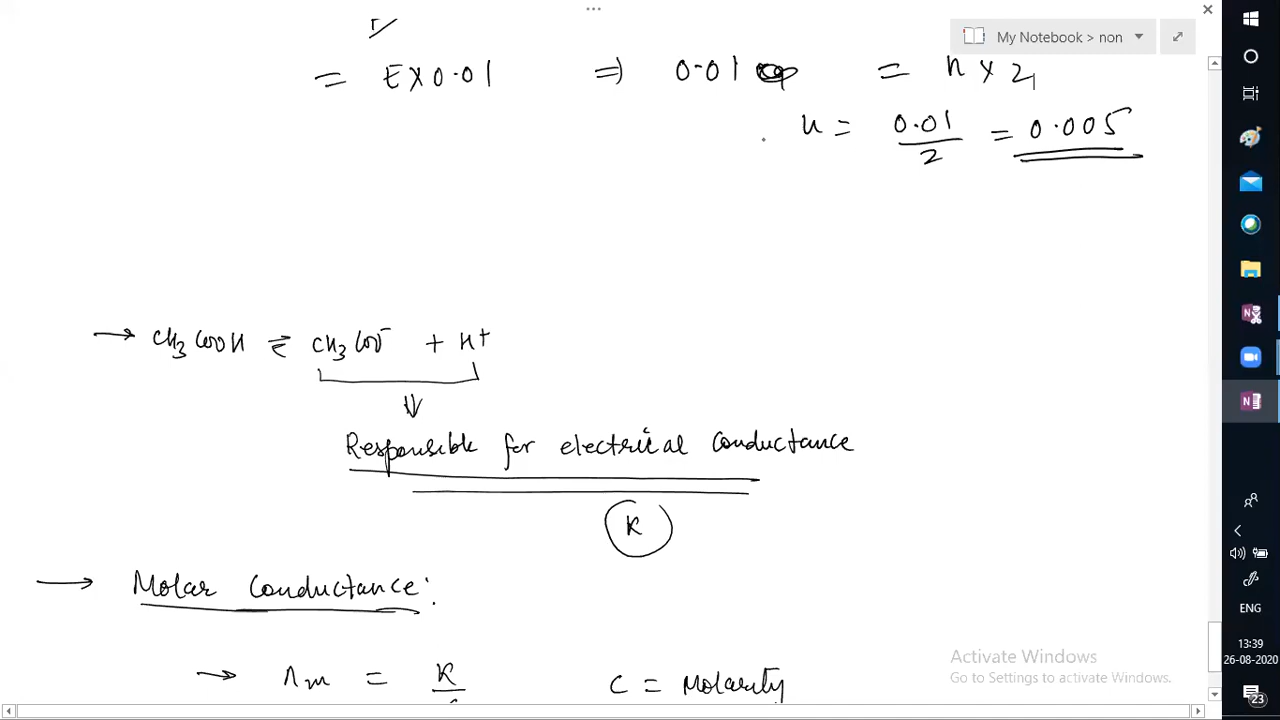 My Notebook > non
= E × 0.01 ⇒ 0.01 = n × 2
n = 0.01/2 = 0.005
→ CH3COOH ⇌ CH3COO⁻ + H+
⇓
Responsible for electrical conductance
K
→ Molar Conductance:
→ Λm = K/C C = Molarity
Activate Windows
Go to Settings to activate Windows.
ENG
13:39
26-08-2020
23